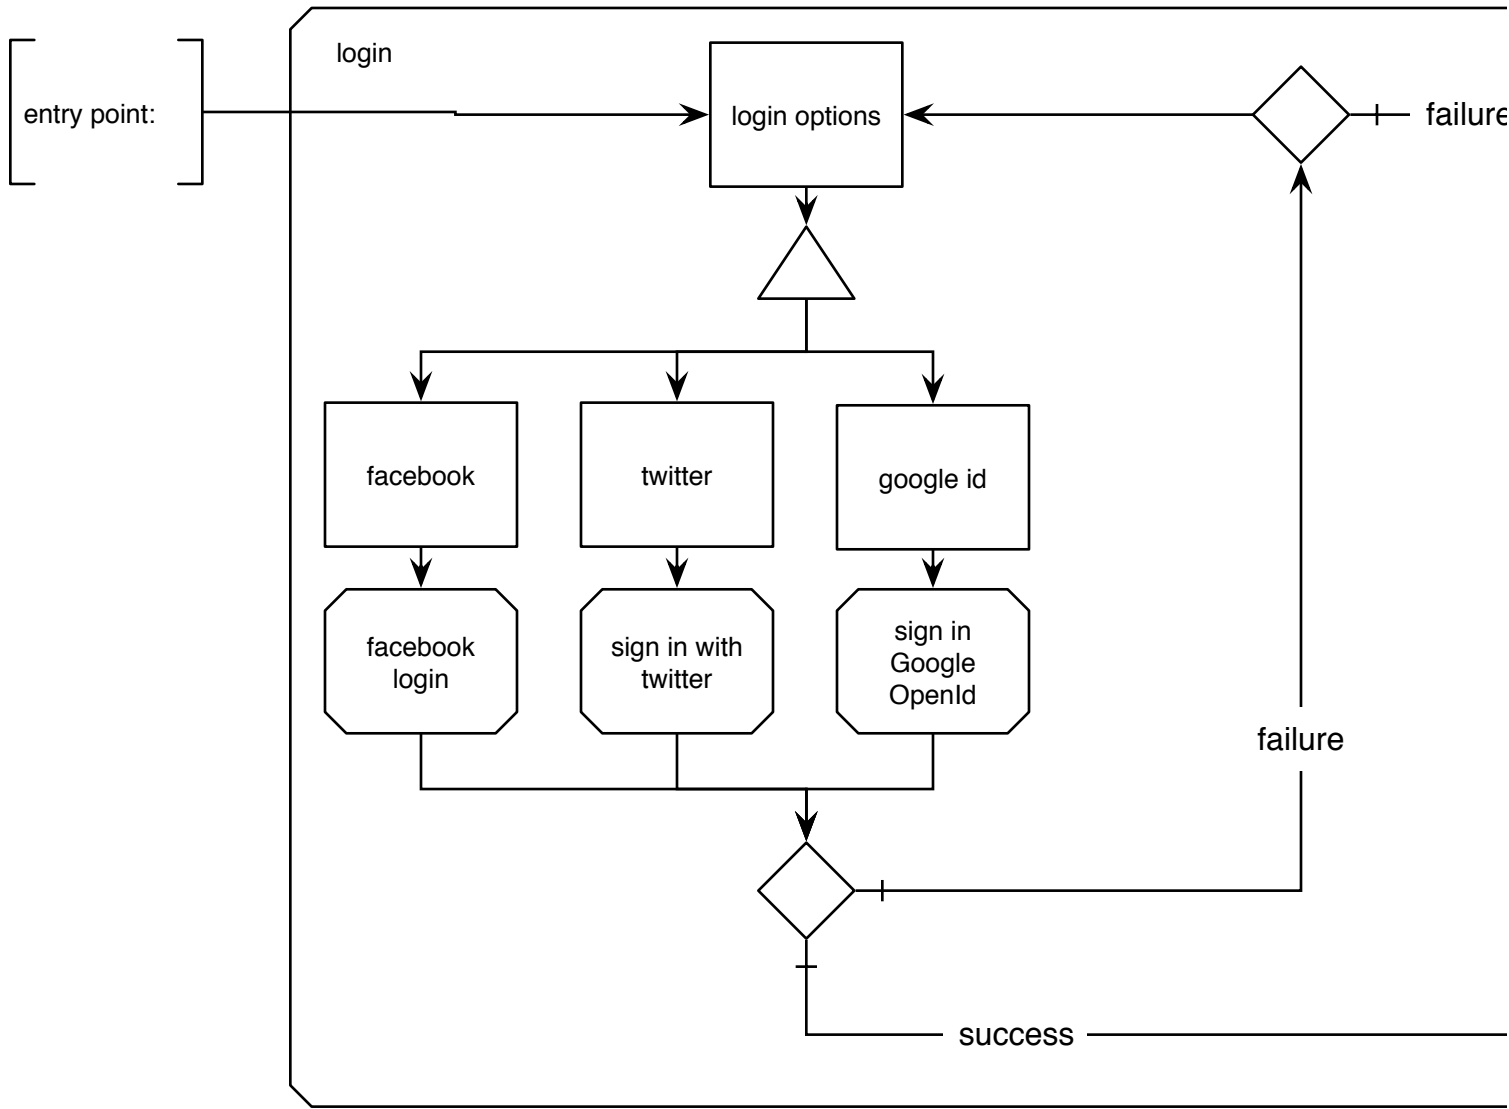 login
entry point:
login options
failure
facebook
twitter
google id
facebook
login
sign in with
twitter
sign in
Google
OpenId
failure
success